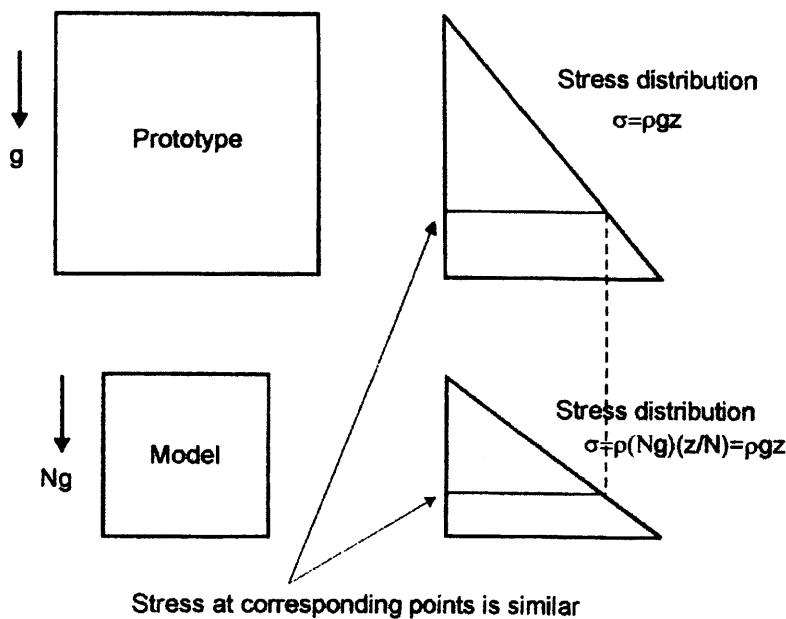 Stress distribution
σ=ρgz
Prototype
g
Stress distribution
σ=ρ(Ng)(z/N)=ρgz
Model
Ng
Stress at corresponding points is similar